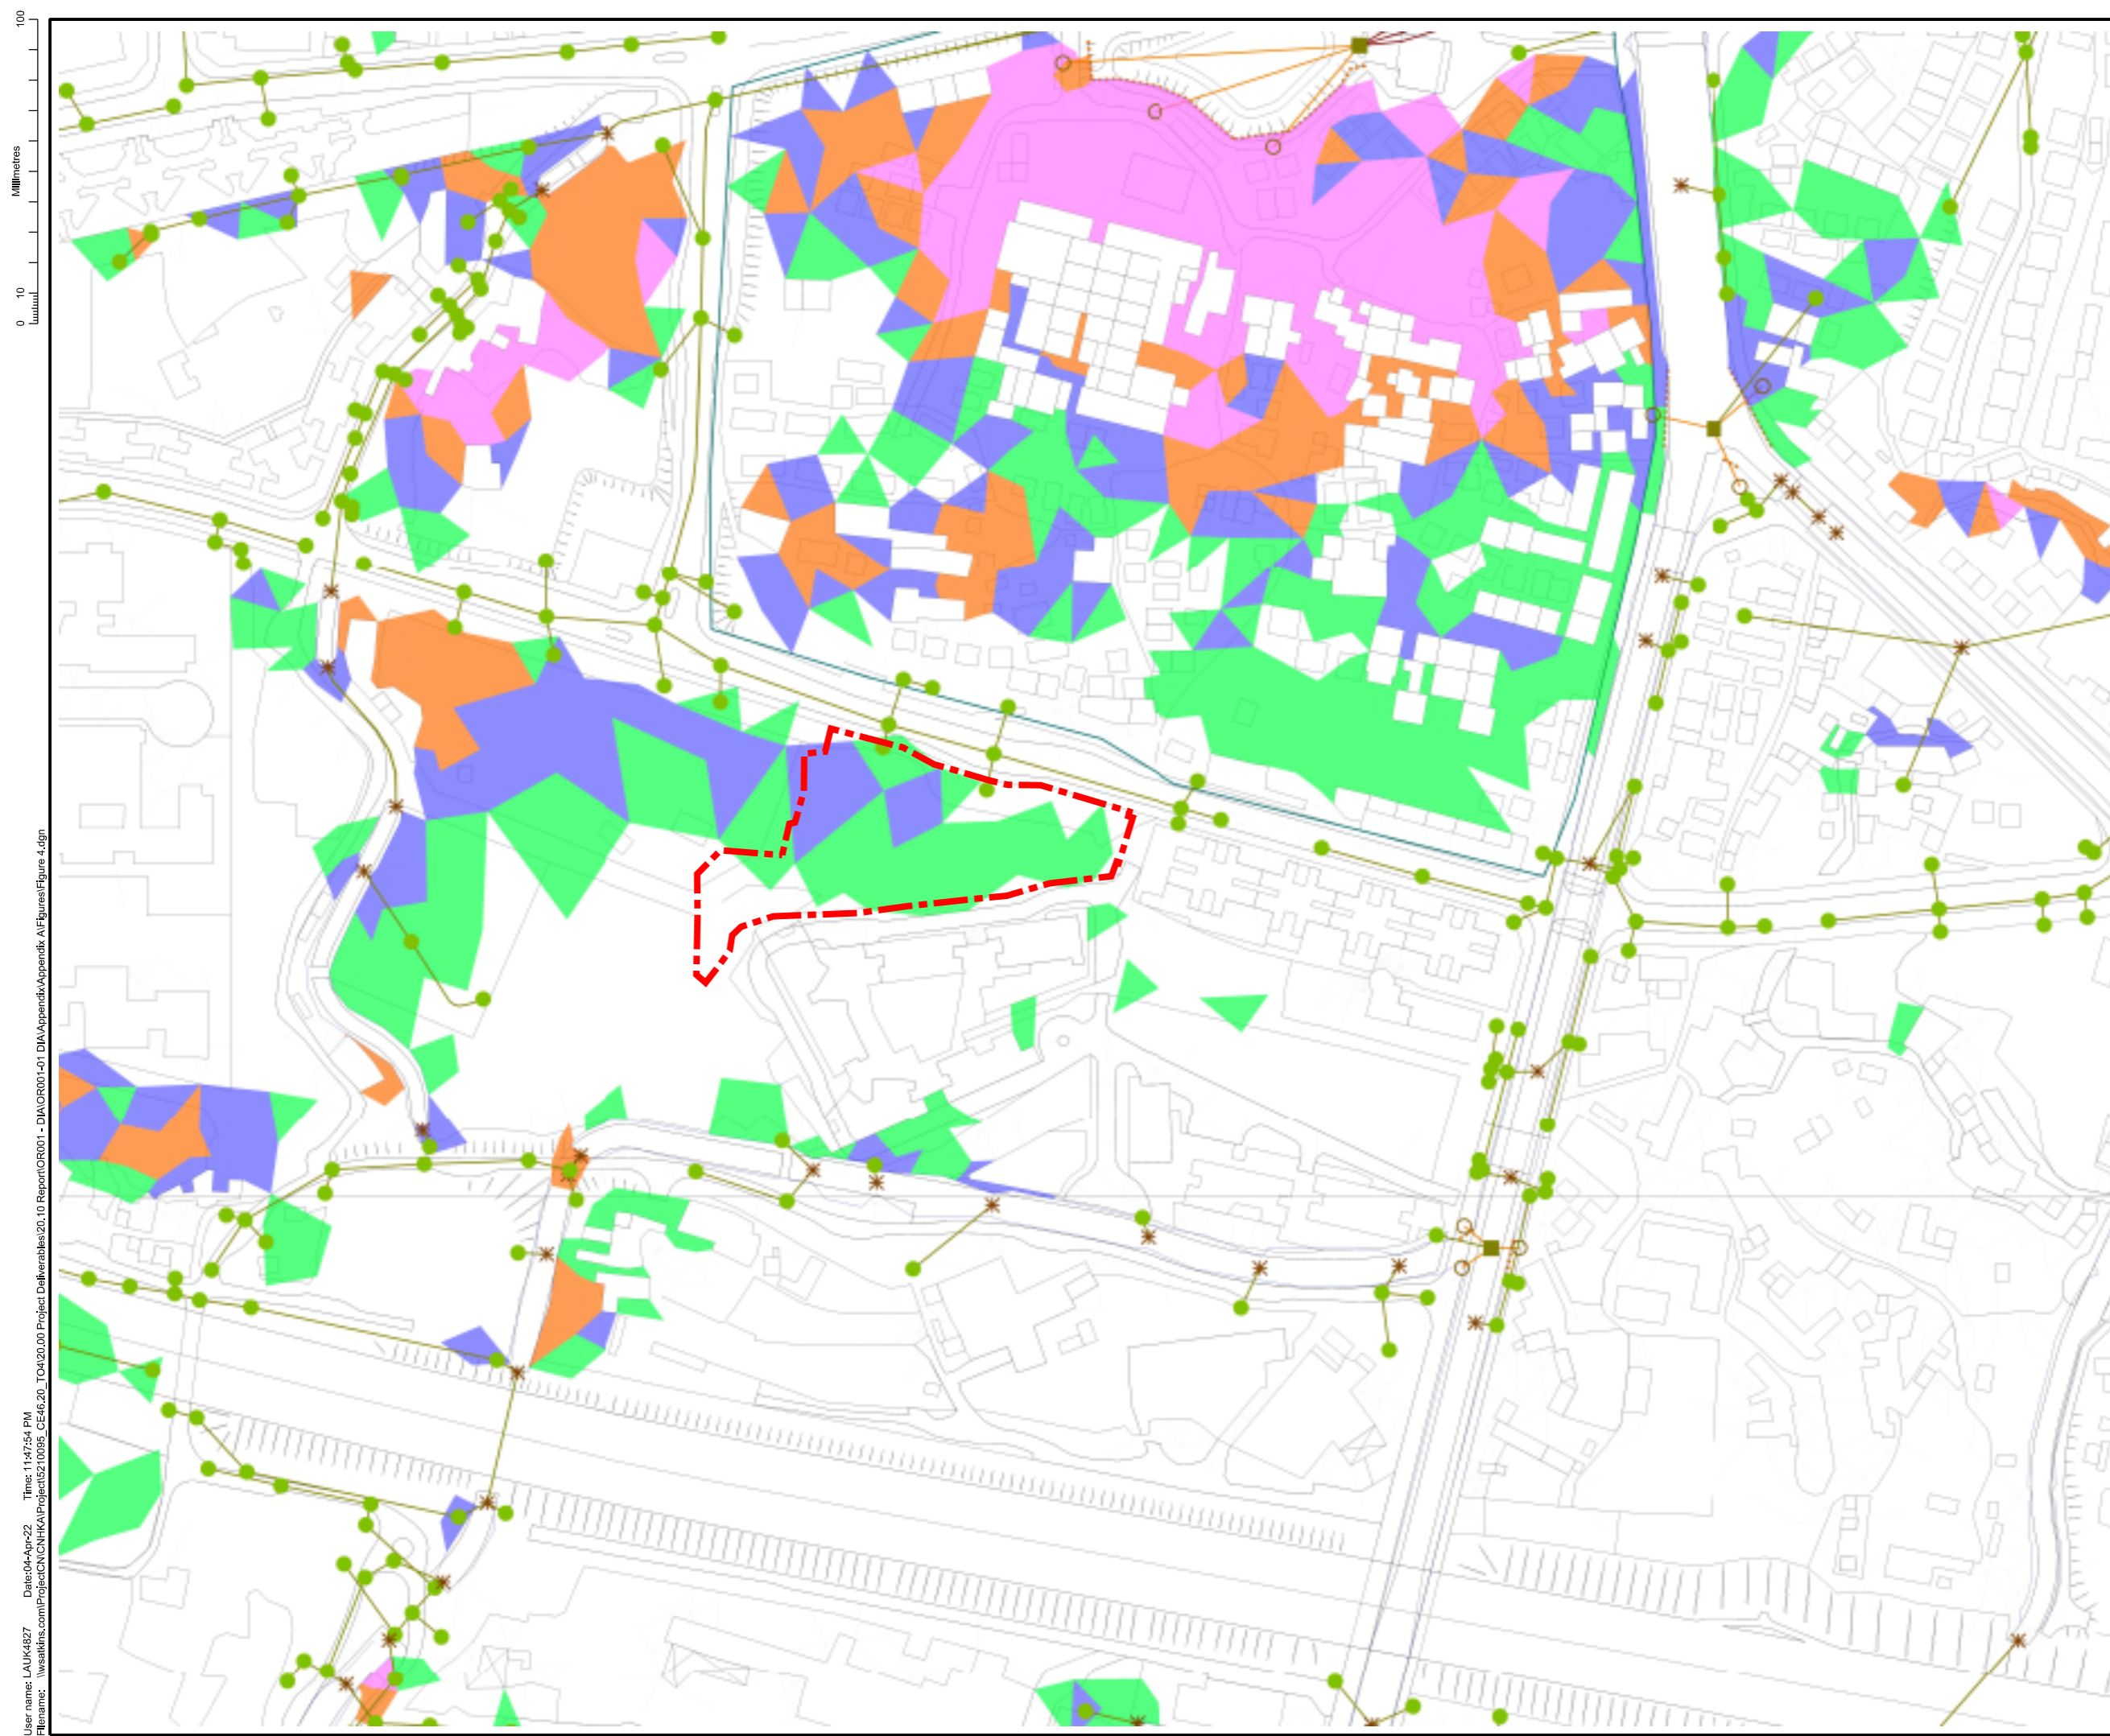 100
Millimetres
10
0
User name: LAUK4827 Date:04-Apr-22 Time: 11:47:54 PM
Filename: \\wsatkins.com\Project\CN\CNHKA\Project\5210095_CE46.20_TO4\20.00 Project Deliverables\20.10 Report\OR001 - DIA\OR001-01 DIA\Appendix\Appendix A\Figures\Figure 4.dgn